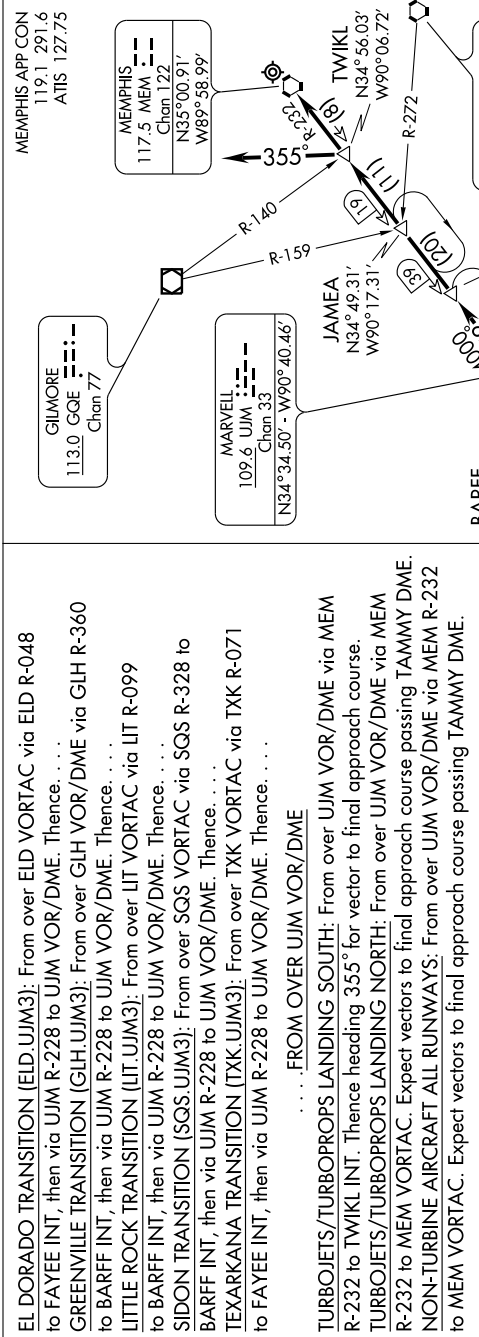 EL DORADO TRANSITION (ELD.UJM3): From over ELD VORTAC via ELD R-048
to FAYEE INT, then via UJM R-228 to UJM VOR/DME. Thence. . . .
GREENVILLE TRANSITION (GLH.UJM3): From over GLH VOR/DME via GLH R-360
to BARFF INT, then via UJM R-228 to UJM VOR/DME. Thence. . . .
LITTLE ROCK TRANSITION (LIT.UJM3): From over LIT VORTAC via LIT R-099
to BARFF INT, then via UJM R-228 to UJM VOR/DME. Thence. . . .
SIDON TRANSITION (SQS.UJM3): From over SQS VORTAC via SQS R-328 to
BARFF INT, then via UJM R-228 to UJM VOR/DME. Thence. . . .
TEXARKANA TRANSITION (TXK.UJM3): From over TXK VORTAC via TXK R-071
to FAYEE INT, then via UJM R-228 to UJM VOR/DME. Thence. . . .
. . . . FROM OVER UJM VOR/DME
TURBOJETS/TURBOPROPS LANDING SOUTH: From over UJM VOR/DME via MEM
R-232 to TWIKL INT. Thence heading 355° for vector to final approach course.
TURBOJETS/TURBOPROPS LANDING NORTH: From over UJM VOR/DME via MEM
R-232 to MEM VORTAC. Expect vectors to final approach course passing TAMMY DME.
NON-TURBINE AIRCRAFT ALL RUNWAYS: From over UJM VOR/DME via MEM R-232
to MEM VORTAC. Expect vectors to final approach course passing TAMMY DME.
MEMPHIS APP CON
119.1 291.6
ATIS 127.75
GILMORE
113.0 GQE
Chan 77
MEMPHIS
117.5 MEM
Chan 122
N35°00.91'
W89°58.99'
MARVELL
109.6 UJM
Chan 33
N34°34.50' - W90°40.46'
R-232
(8)
355°
TWIKL
N34°56.03'
W90°06.72'
R-140
R-159
R-272
(11)
19
JAMEA
N34°49.31'
W90°17.31'
(20)
39
BARFF